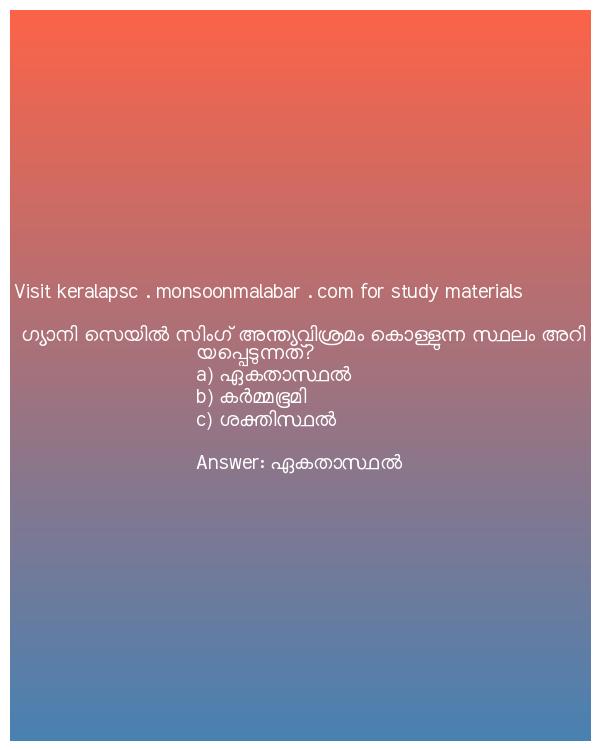 Visit keralapsc . monsoonmalabar . com for study materials
ഗ്യാനി സെയിൽ സിംഗ് അന്ത്യവിശ്രമം കൊള്ളുന്ന സ്ഥലം അറി
യപ്പെടുന്നത്?
a) ഏകതാസ്ഥൽ
b) കർമ്മഭൂമി
c) ശക്തിസ്ഥൽ
Answer: ഏകതാസ്ഥൽ